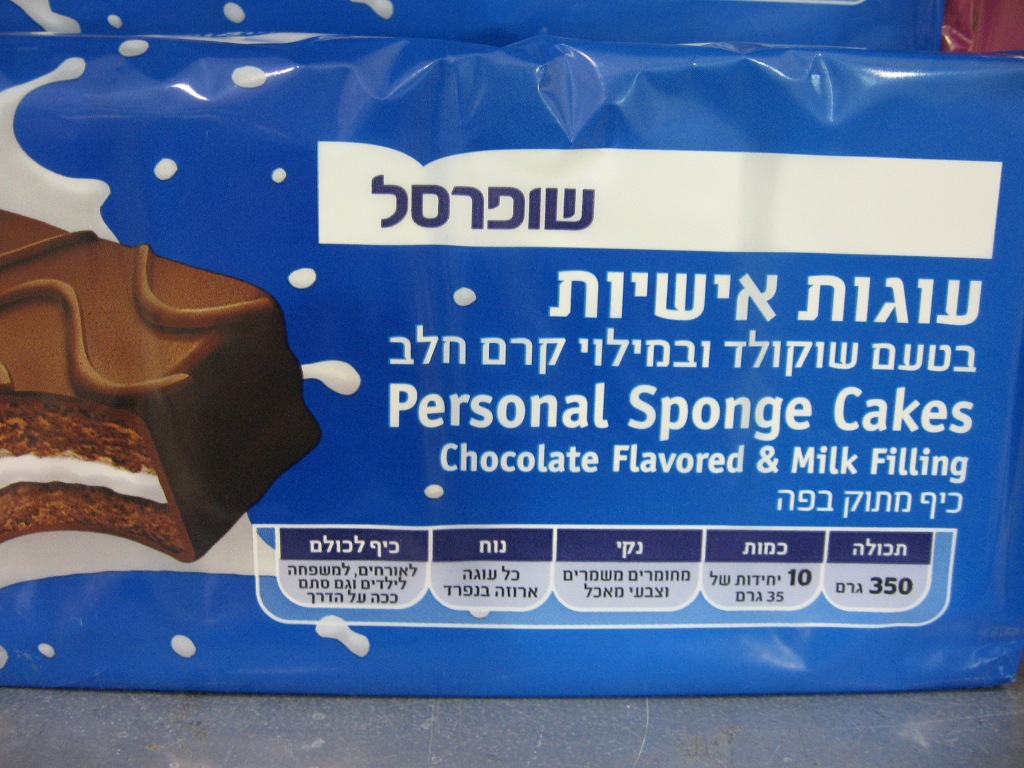 שופרסל
עוגות אישיות
בטעם שוקולד ובמילוי קרם חלב
Personal Sponge Cakes
Chocolate Flavored & Milk Filling
כיף מתוק בפה
תכולה
350 גרם
כמות
10 יחידות של
35 גרם
נקי
מחומרים משמרים
וצבעי מאכל
נוח
כל עוגה
ארוזה בנפרד
כיף לכולם
לאורחים, למשפחה
לילדים וגם סתם
ככה על הדרך